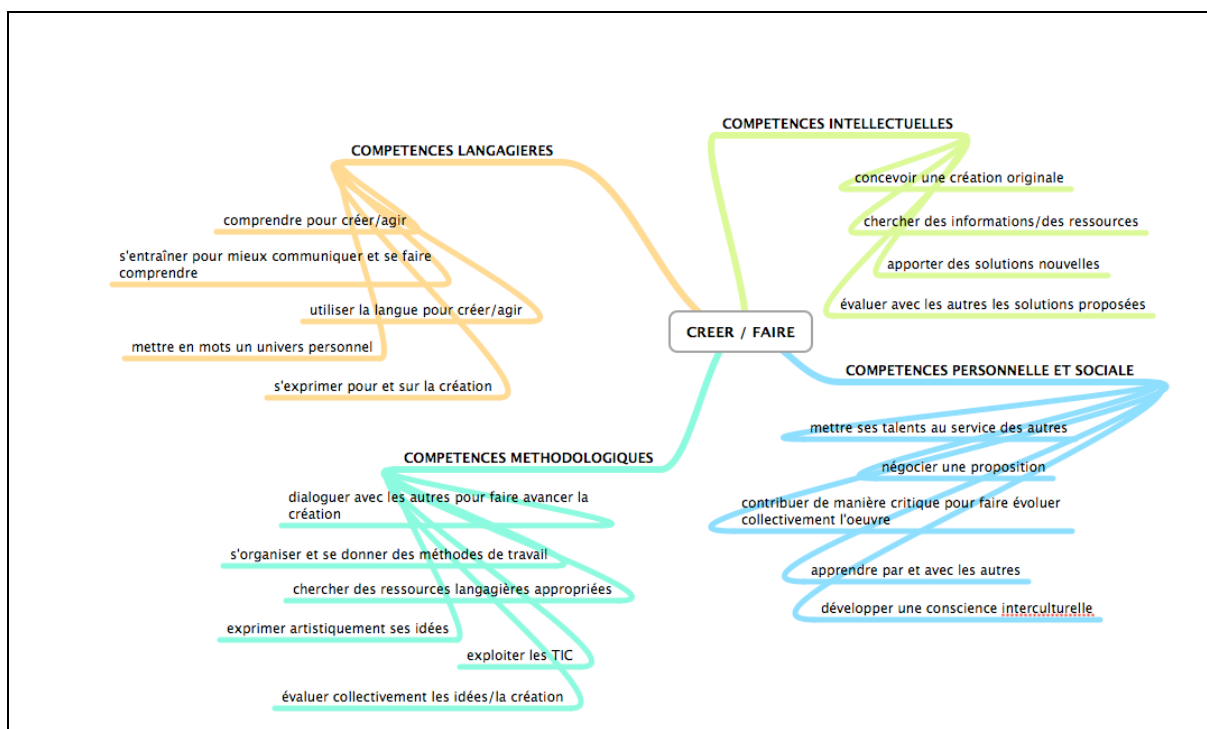 COMPETENCES LANGAGIERES
comprendre pour créer/agir
s'entraîner pour mieux communiquer et se faire
comprendre
utiliser la langue pour créer/agir
mettre en mots un univers personnel
s'exprimer pour et sur la création
COMPETENCES INTELLECTUELLES
concevoir une création originale
chercher des informations/des ressources
apporter des solutions nouvelles
évaluer avec les autres les solutions proposées
CREER / FAIRE
COMPETENCES PERSONNELLE ET SOCIALE
mettre ses talents au service des autres
négocier une proposition
contribuer de manière critique pour faire évoluer
collectivement l'oeuvre
apprendre par et avec les autres
développer une conscience interculturelle
COMPETENCES METHODOLOGIQUES
dialoguer avec les autres pour faire avancer la
création
s'organiser et se donner des méthodes de travail
chercher des ressources langagières appropriées
exprimer artistiquement ses idées
exploiter les TIC
évaluer collectivement les idées/la création